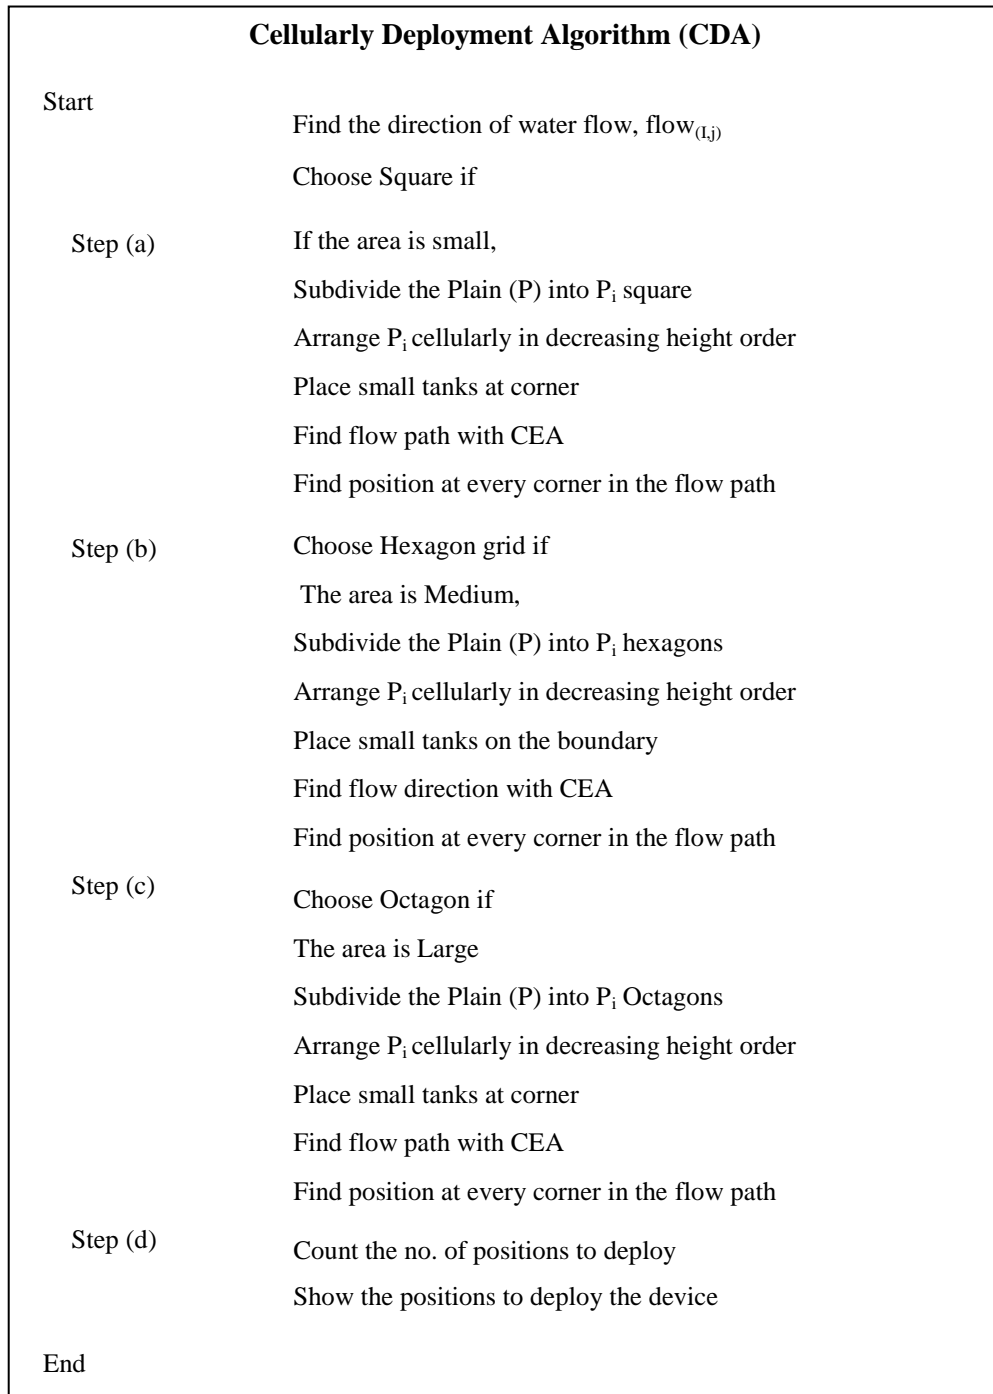 Cellularly Deployment Algorithm (CDA)
Start
Find the direction of water flow, flow(I,j)
Choose Square if
Step (a) If the area is small,
Subdivide the Plain (P) into Pi square
Arrange Pi cellularly in decreasing height order
Place small tanks at corner
Find flow path with CEA
Find position at every corner in the flow path
Step (b) Choose Hexagon grid if
The area is Medium,
Subdivide the Plain (P) into Pi hexagons
Arrange Pi cellularly in decreasing height order
Place small tanks on the boundary
Find flow direction with CEA
Find position at every corner in the flow path
Step (c) Choose Octagon if
The area is Large
Subdivide the Plain (P) into Pi Octagons
Arrange Pi cellularly in decreasing height order
Place small tanks at corner
Find flow path with CEA
Find position at every corner in the flow path
Step (d) Count the no. of positions to deploy
Show the positions to deploy the device
End